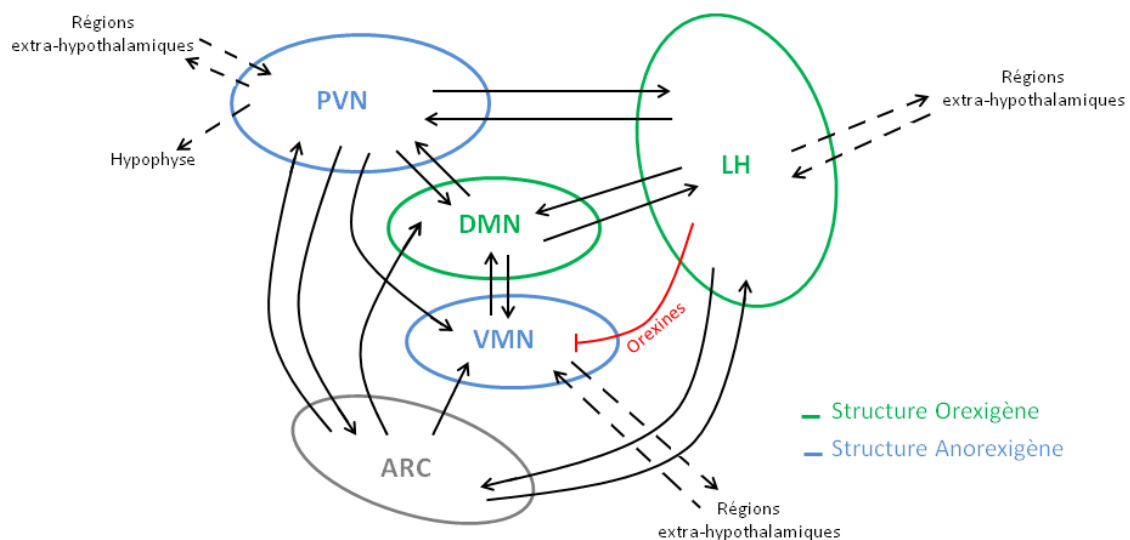 Régions
extra-hypothalamiques
PVN
Hypophyse
LH
Régions
extra-hypothalamiques
DMN
VMN
Orexines
ARC
Structure Orexigène
Structure Anorexigène
Régions
extra-hypothalamiques